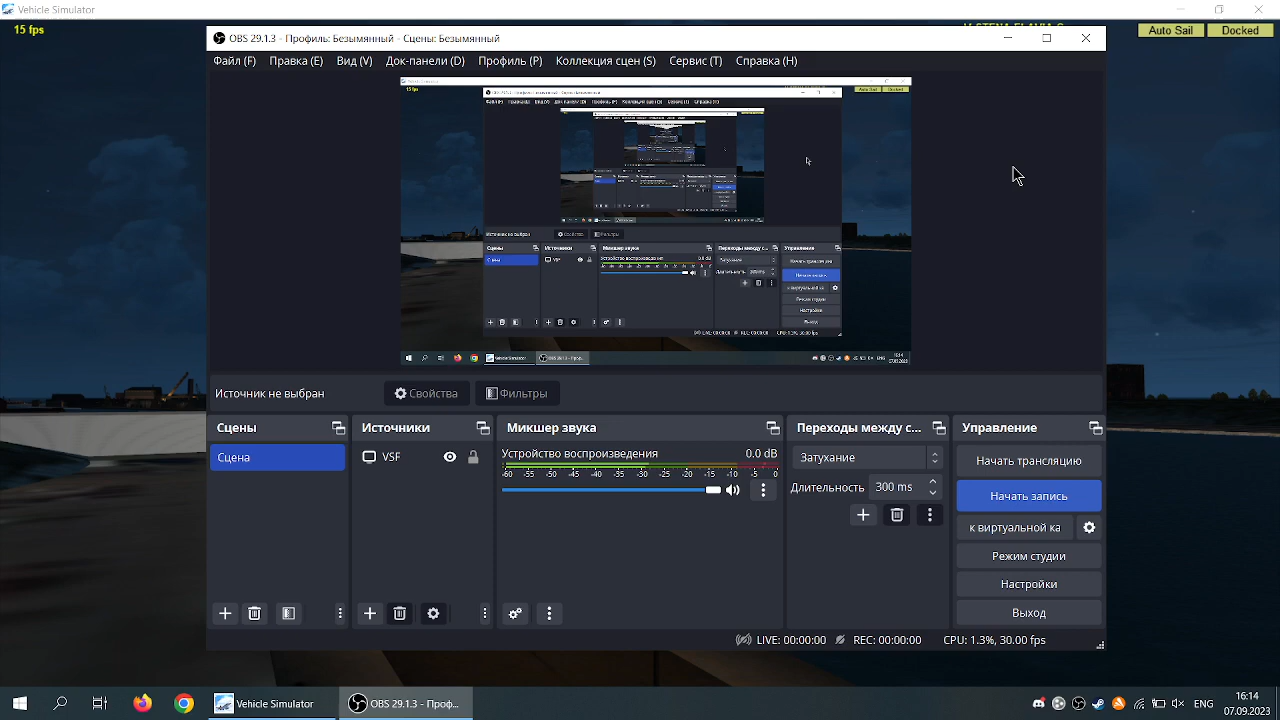 Vehicle Simulator
15 fps
Auto Sail
Docked
OBS 29.1.3 - Профиль: Безымянный - Сцены: Безымянный
Файл (F)
Правка (E)
Вид (V)
Док-панели (D)
Профиль (P)
Коллекция сцен (S)
Сервис (T)
Справка (H)
Источник не выбран
Свойства
Фильтры
Сцены
Источники
Микшер звука
Переходы между с...
Управление
Сцена
VSF
Устройство воспроизведения
0.0 dB
-60 -55 -50 -45 -40 -35 -30 -25 -20 -15 -10 -5 0
Затухание
Длительность
300 ms
Начать трансляцию
Начать запись
к виртуальной ка
Режим студии
Настройки
Выход
LIVE: 00:00:00
REC: 00:00:00
CPU: 1.3%, 30.00 fps
Vehicle Simulator
OBS 29.1.3 - Проф...
ENG
16:14
07.09.2023